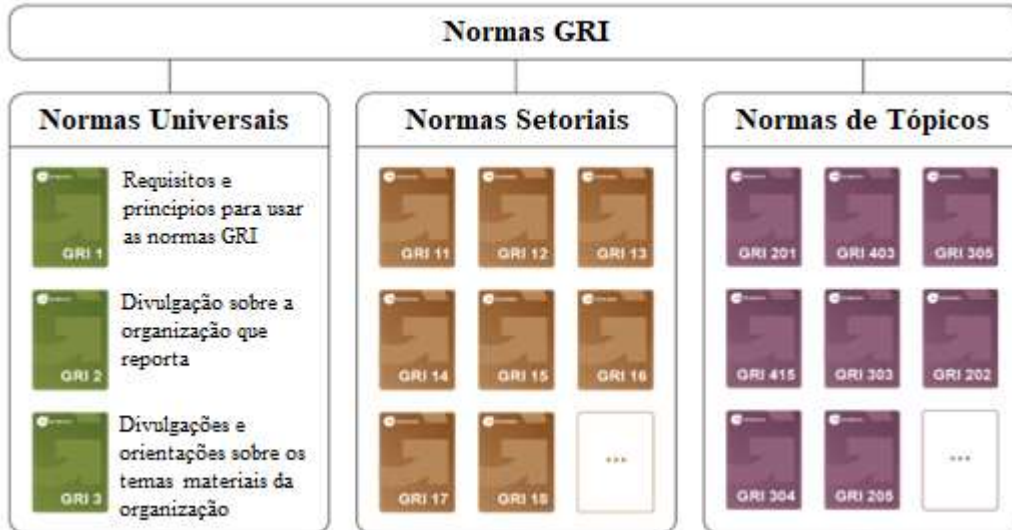 Normas GRI
Normas Universais
GRI 1
Requisitos e
princípios para usar
as normas GRI
GRI 2
Divulgação sobre a
organização que
reporta
GRI 3
Divulgações e
orientações sobre os
temas materiais da
organização
Normas Setoriais
GRI 11
GRI 12
GRI 13
GRI 14
GRI 15
GRI 16
GRI 17
GRI 18
...
Normas de Tópicos
GRI 201
GRI 403
GRI 305
GRI 415
GRI 303
GRI 202
GRI 304
GRI 205
...